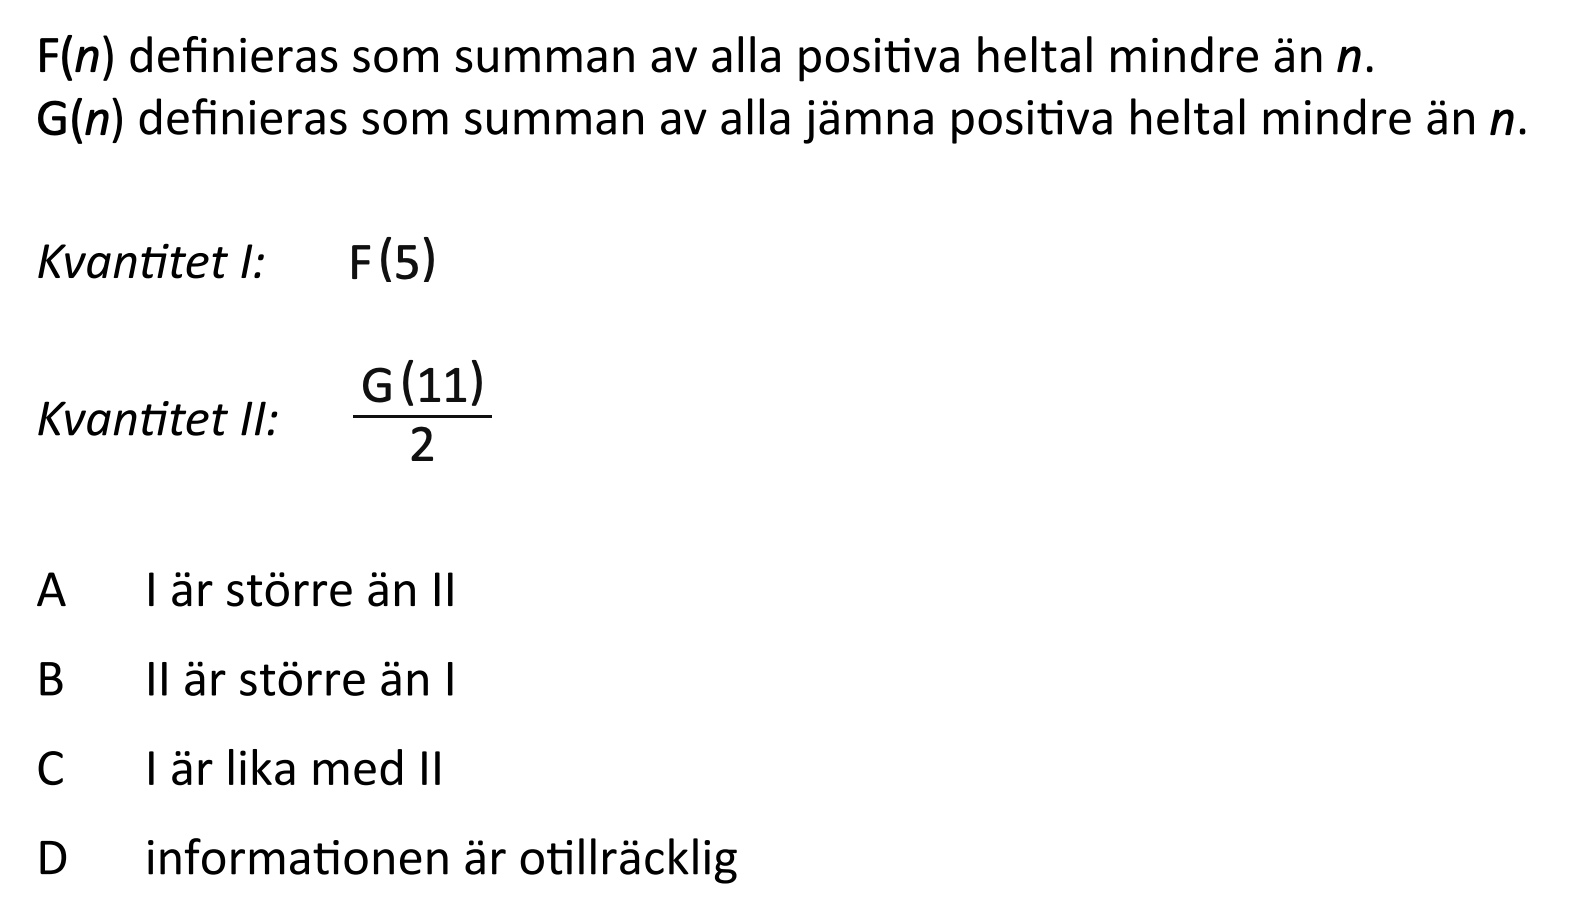 F(n) definieras som summan av alla positiva heltal mindre än n.
G(n) definieras som summan av alla jämna positiva heltal mindre än n.
Kvantitet I: F(5)
Kvantitet II: G(11)
2
A I är större än II
B II är större än I
C I är lika med II
D informationen är otillräcklig